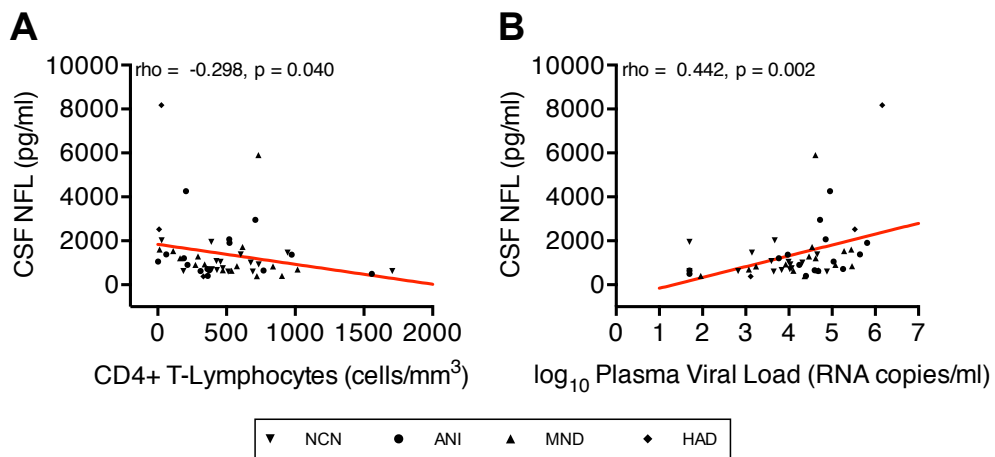 A
rho = -0.298, p = 0.040
10000
8000
6000
4000
2000
0
CSF NFL (pg/ml)
0 500 1000 1500 2000
CD4+ T-Lymphocytes (cells/mm³)
B
rho = 0.442, p = 0.002
10000
8000
6000
4000
2000
0
CSF NFL (pg/ml)
0 1 2 3 4 5 6 7
log₁₀ Plasma Viral Load (RNA copies/ml)
NCN ANI MND HAD